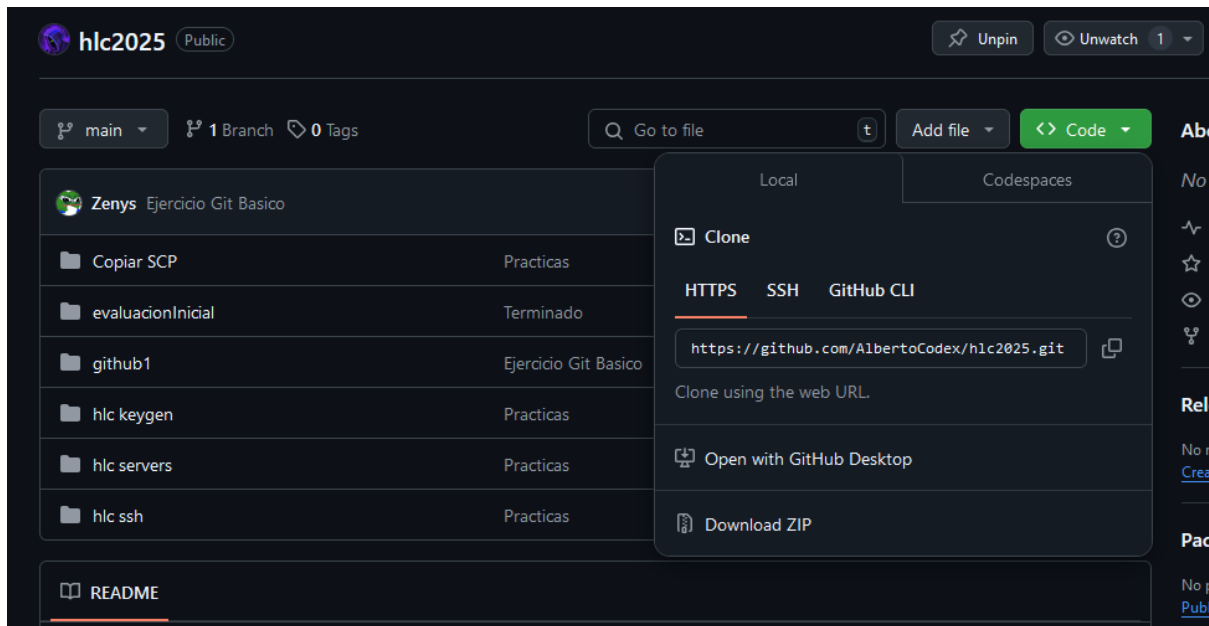 hlc2025 Public Unpin Unwatch 1
main 1 Branch 0 Tags Go to file t Add file Code
Local Codespaces
Zenys Ejercicio Git Basico
Clone
HTTPS SSH GitHub CLI
https://github.com/AlbertoCodex/hlc2025.git
Clone using the web URL.
Open with GitHub Desktop
Download ZIP
Copiar SCP Practicas
evaluacionInicial Terminado
github1 Ejercicio Git Basico
hlc keygen Practicas
hlc servers Practicas
hlc ssh Practicas
README
No
No
No